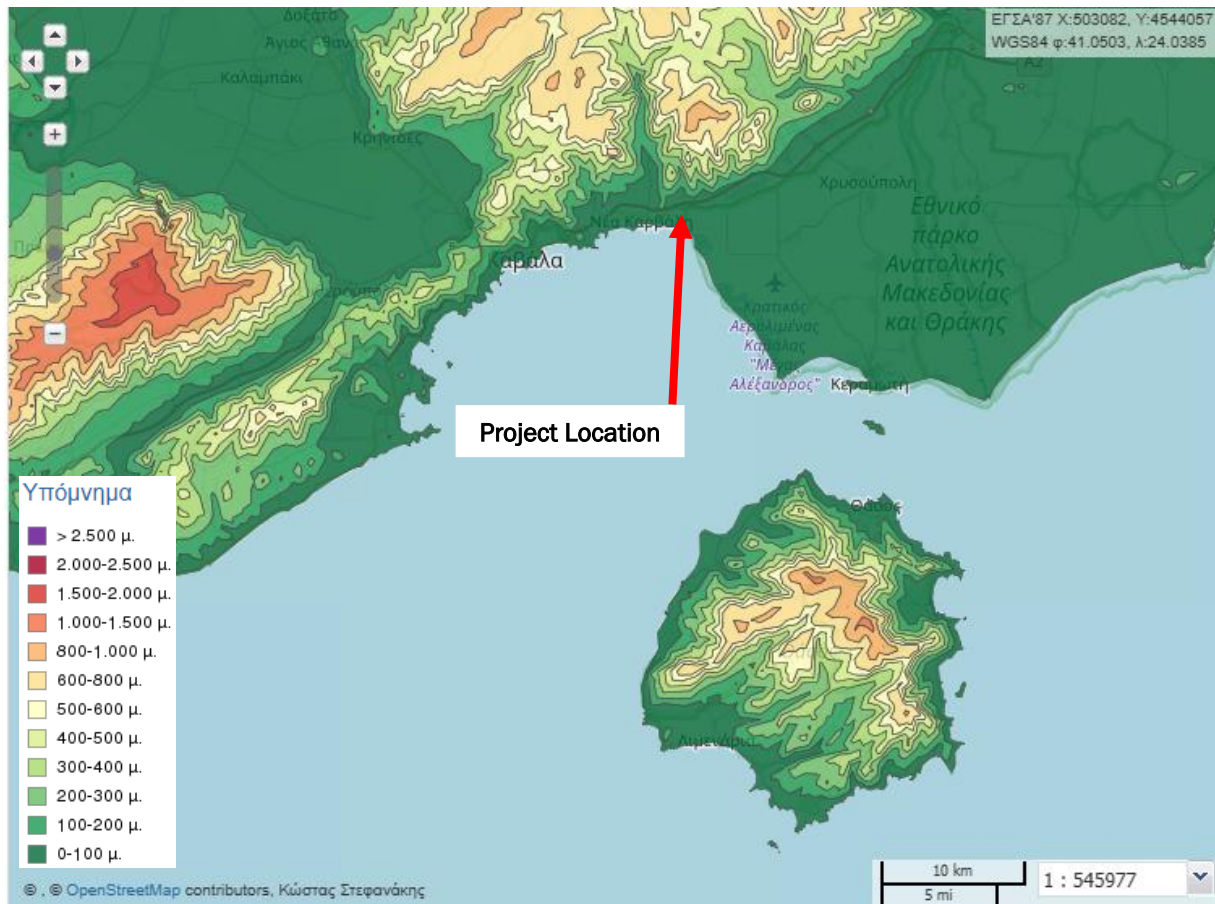 Δοξάτο
ΕΓΣΑ'87 X:503082, Y:4544057
WGS84 φ:41.0503, λ:24.0385
A2
Άγιος
Καλαμπάκι
Κρηνίδες
Χρυσούπολη
Εθνικό
πάρκο
Ανατολικής
Μακεδονίας
και Θράκης
Νέα Καρβάλη
Καβάλα
Κρατικός
Αερολιμένας
Καβάλας
"Μέγας
Αλέξανδρος"
Κεραμωτή
Project Location
Θάσος
Λιμενάρια
Υπόμνημα
> 2.500 μ.
2.000-2.500 μ.
1.500-2.000 μ.
1.000-1.500 μ.
800-1.000 μ.
600-800 μ.
500-600 μ.
400-500 μ.
300-400 μ.
200-300 μ.
100-200 μ.
0-100 μ.
© , © OpenStreetMap contributors, Κώστας Στεφανάκης
10 km
5 mi
1 : 545977